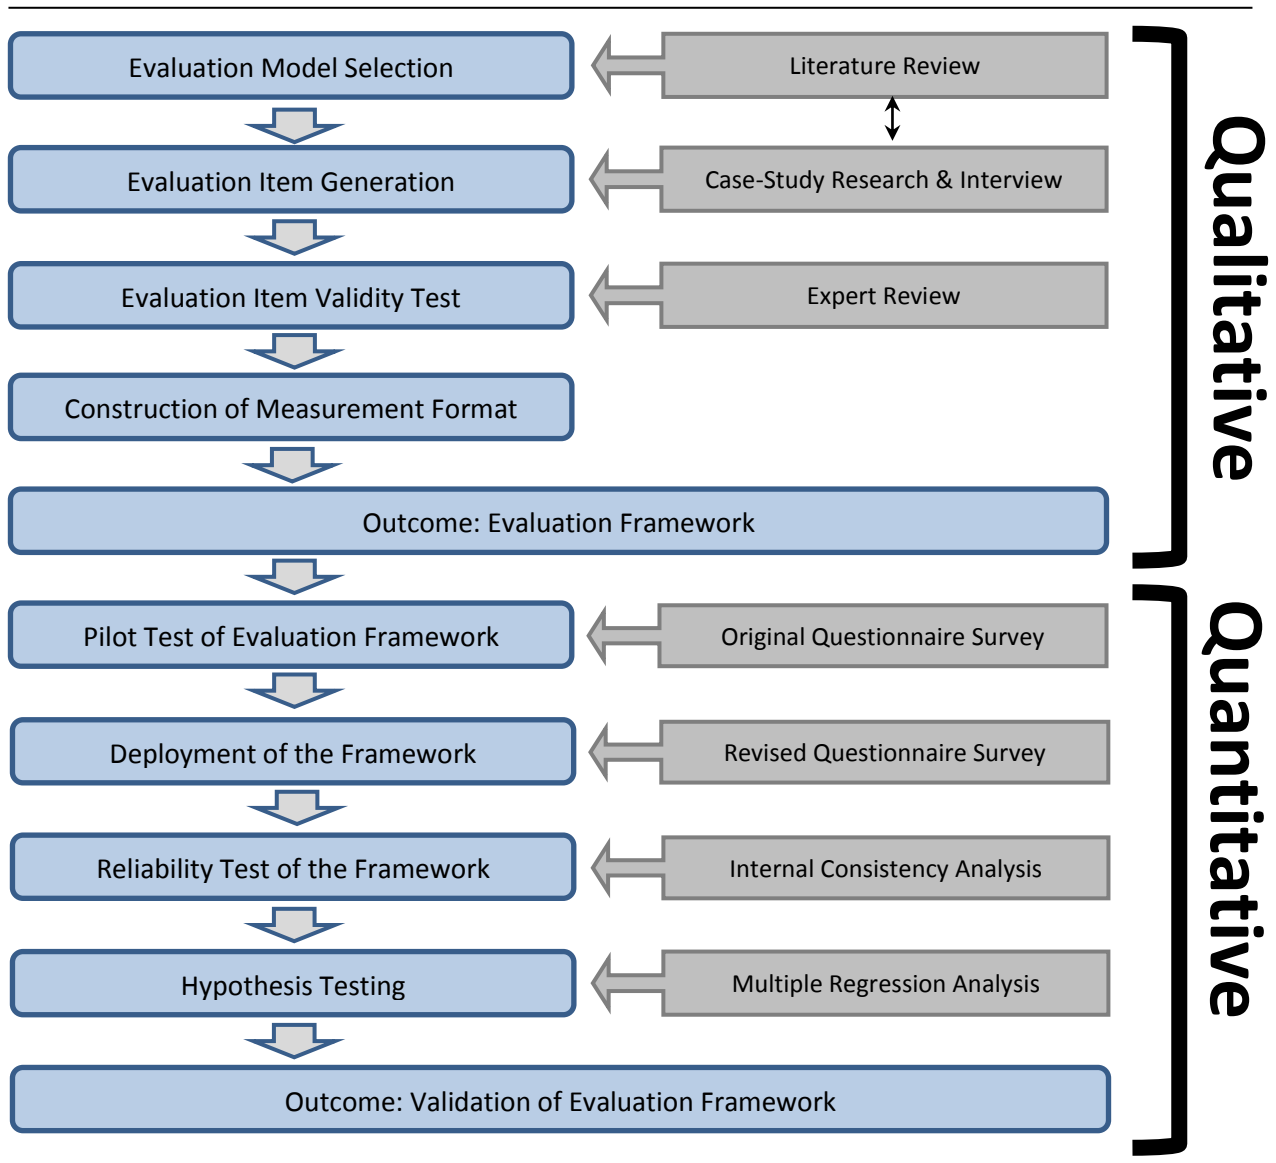 Evaluation Model Selection
Literature Review
Evaluation Item Generation
Case-Study Research & Interview
Evaluation Item Validity Test
Expert Review
Construction of Measurement Format
Outcome: Evaluation Framework
Qualitative
Pilot Test of Evaluation Framework
Original Questionnaire Survey
Deployment of the Framework
Revised Questionnaire Survey
Reliability Test of the Framework
Internal Consistency Analysis
Hypothesis Testing
Multiple Regression Analysis
Outcome: Validation of Evaluation Framework
Quantitative